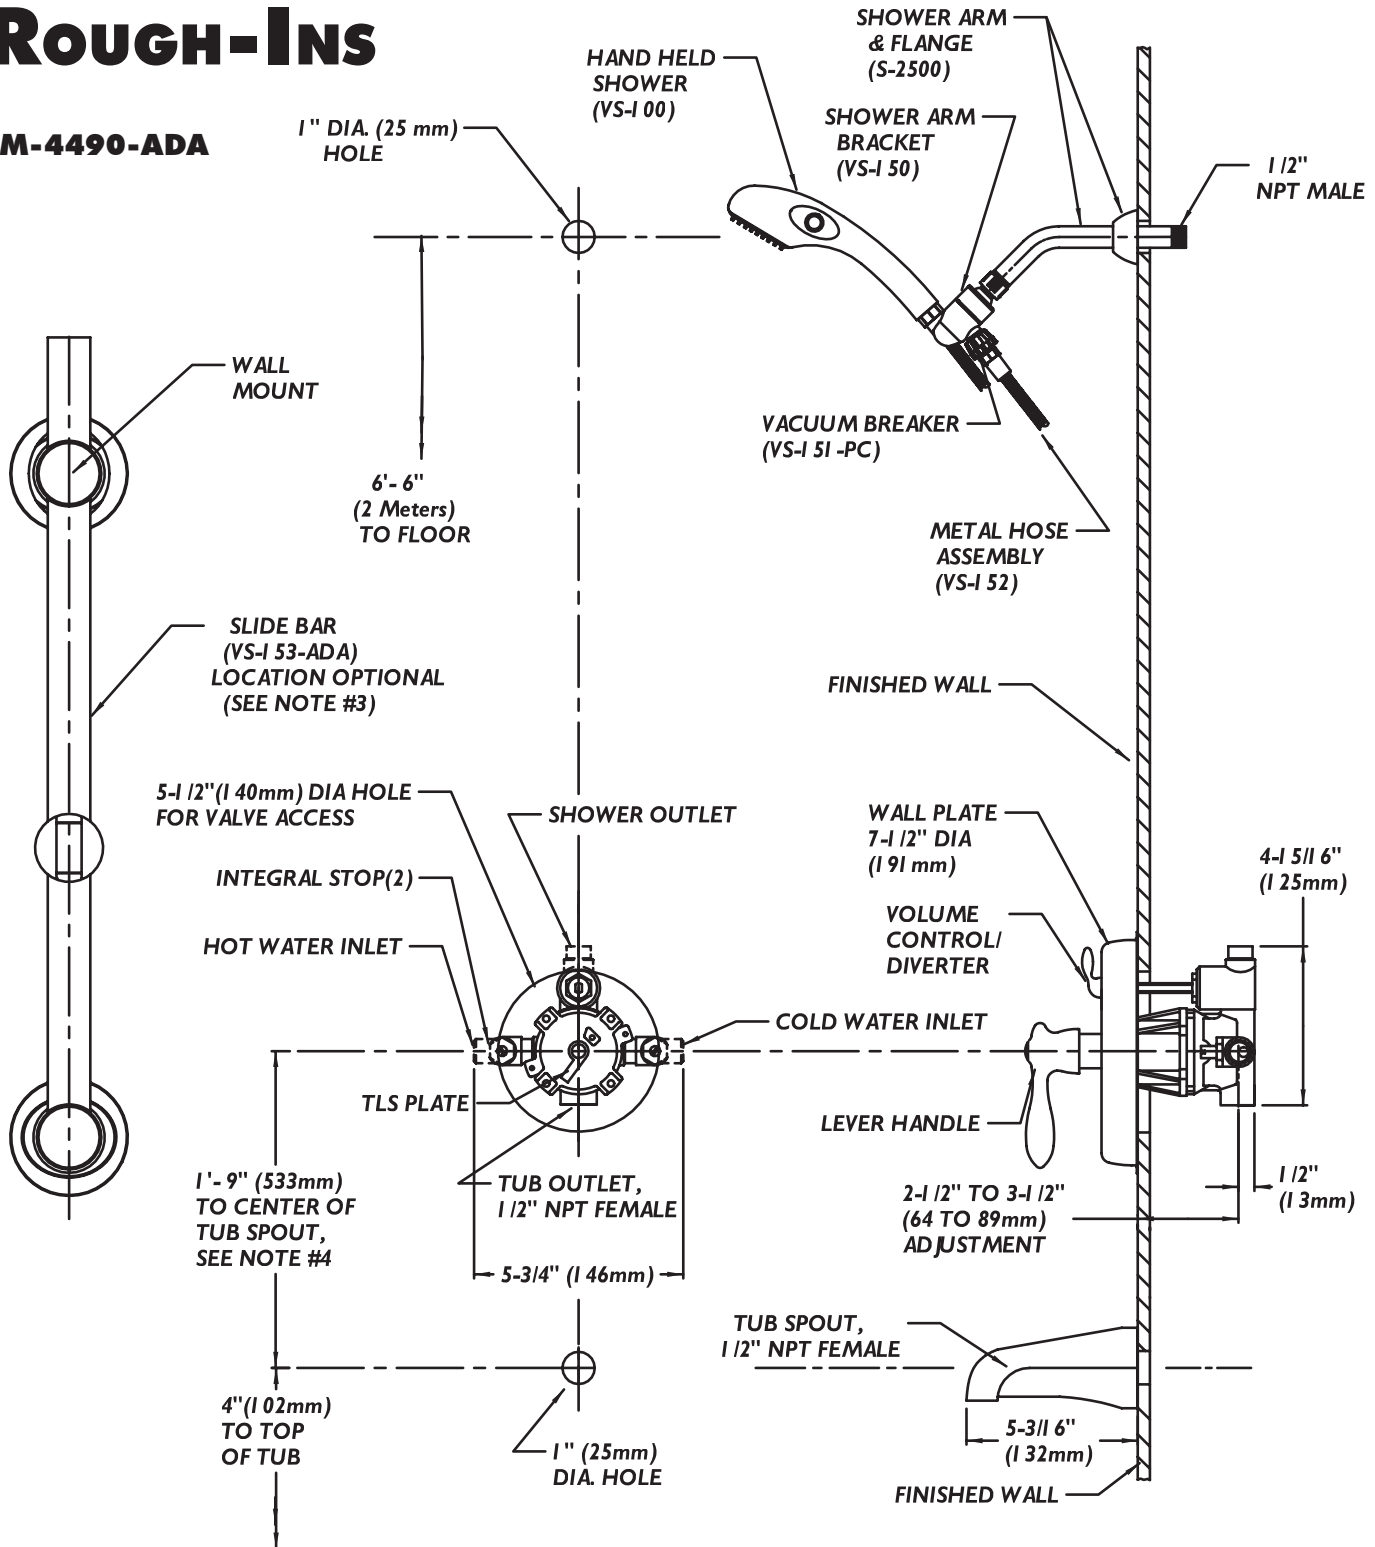 ROUGH-INS
M-4490-ADA
1" DIA. (25 mm)
HOLE
HAND HELD
SHOWER
(VS-100)
SHOWER ARM
& FLANGE
(S-2500)
SHOWER ARM
BRACKET
(VS-150)
1/2"
NPT MALE
WALL
MOUNT
VACUUM BREAKER
(VS-151-PC)
6'- 6"
(2 Meters)
TO FLOOR
METAL HOSE
ASSEMBLY
(VS-152)
SLIDE BAR
(VS-153-ADA)
LOCATION OPTIONAL
(SEE NOTE #3)
FINISHED WALL
5-1/2"(140mm) DIA HOLE
FOR VALVE ACCESS
SHOWER OUTLET
WALL PLATE
7-1/2" DIA
(191 mm)
4-15/16"
(125mm)
INTEGRAL STOP(2)
HOT WATER INLET
VOLUME
CONTROL/
DIVERTER
COLD WATER INLET
TLS PLATE
LEVER HANDLE
1'- 9" (533mm)
TO CENTER OF
TUB SPOUT,
SEE NOTE #4
TUB OUTLET,
1/2" NPT FEMALE
2-1/2" TO 3-1/2"
(64 TO 89mm)
ADJUSTMENT
1/2"
(13mm)
5-3/4" (146mm)
TUB SPOUT,
1/2" NPT FEMALE
4"(102mm)
TO TOP
OF TUB
1" (25mm)
DIA. HOLE
5-3/16"
(132mm)
FINISHED WALL